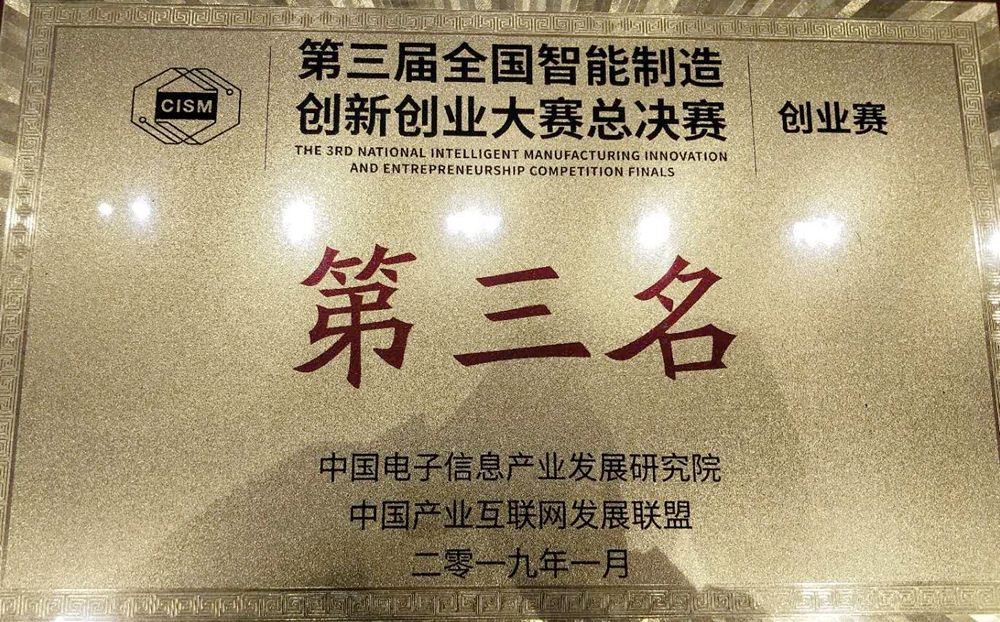 CISM
第三届全国智能制造
创新创业大赛总决赛
THE 3RD NATIONAL INTELLIGENT MANUFACTURING INNOVATION
AND ENTREPRENEURSHIP COMPETITION FINALS
创业赛
第三名
中国电子信息产业发展研究院
中国产业互联网发展联盟
二零一九年一月